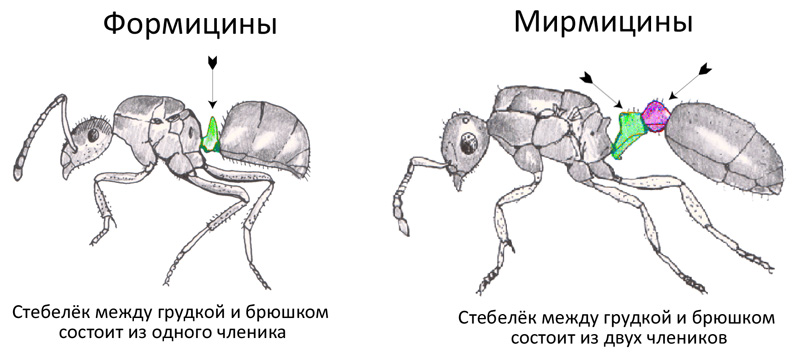 Формицины
Мирмицины
Стебелёк между грудкой и брюшком
состоит из одного членика
Стебелёк между грудкой и брюшком
состоит из двух члеников